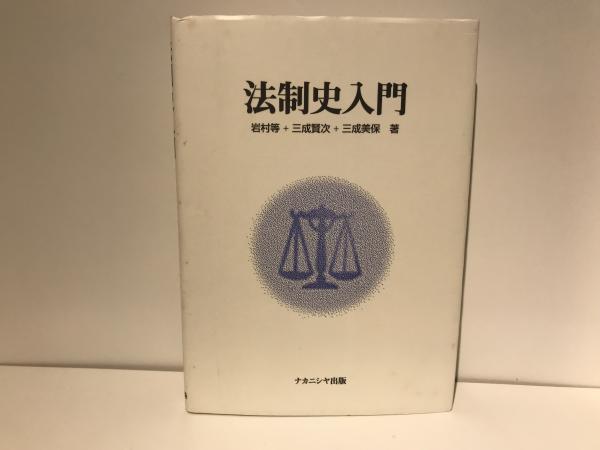 法制史入門
岩村等 + 三成賢次 + 三成美保 著
ナカニシヤ出版